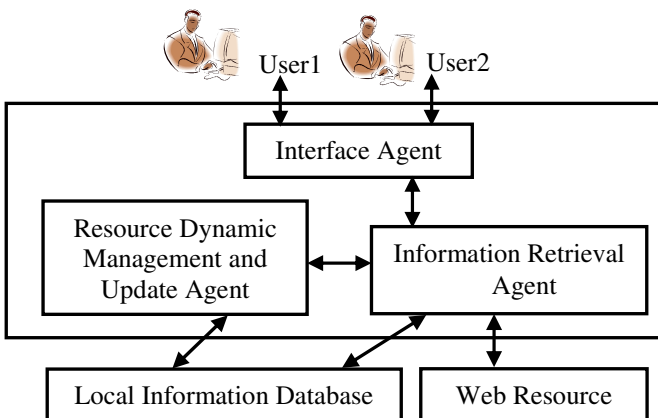 User1
User2
Interface Agent
Resource Dynamic
Management and
Update Agent
Information Retrieval
Agent
Local Information Database
Web Resource